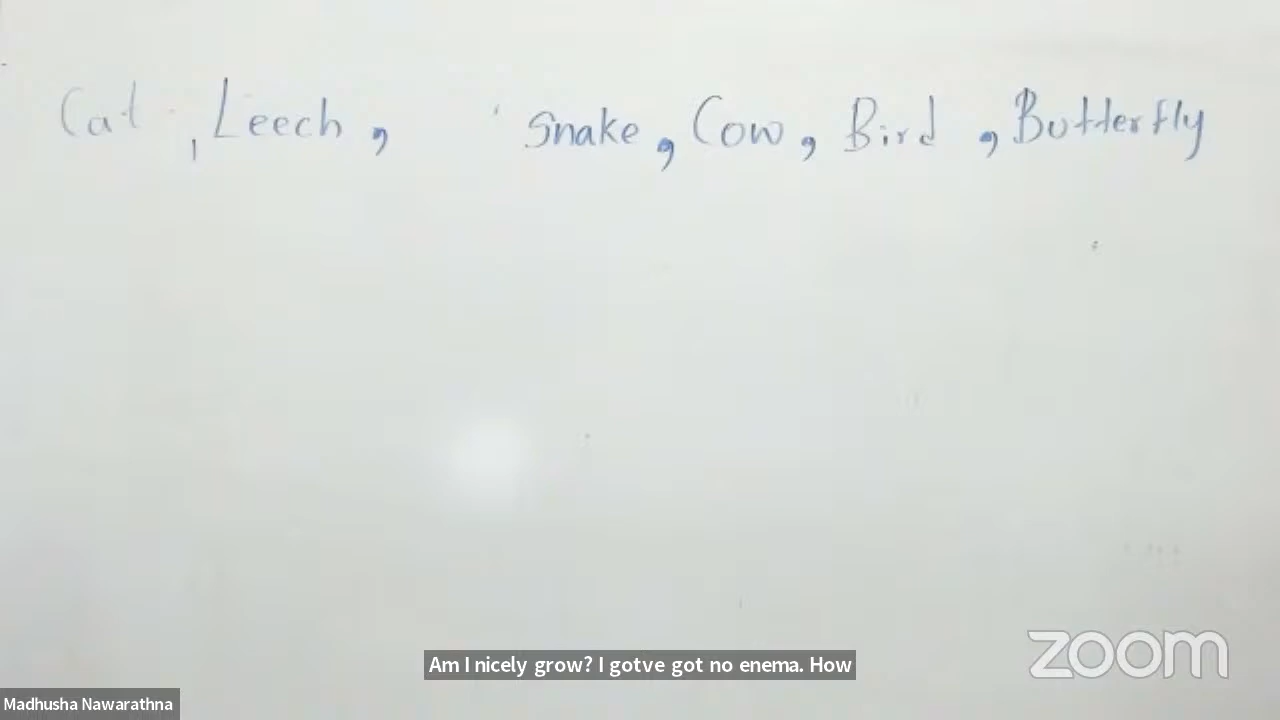 Cat , Leech , Snake , Cow , Bird , Butterfly
Am I nicely grow? I gotve got no enema. How
zoom
Madhusha Nawarathna